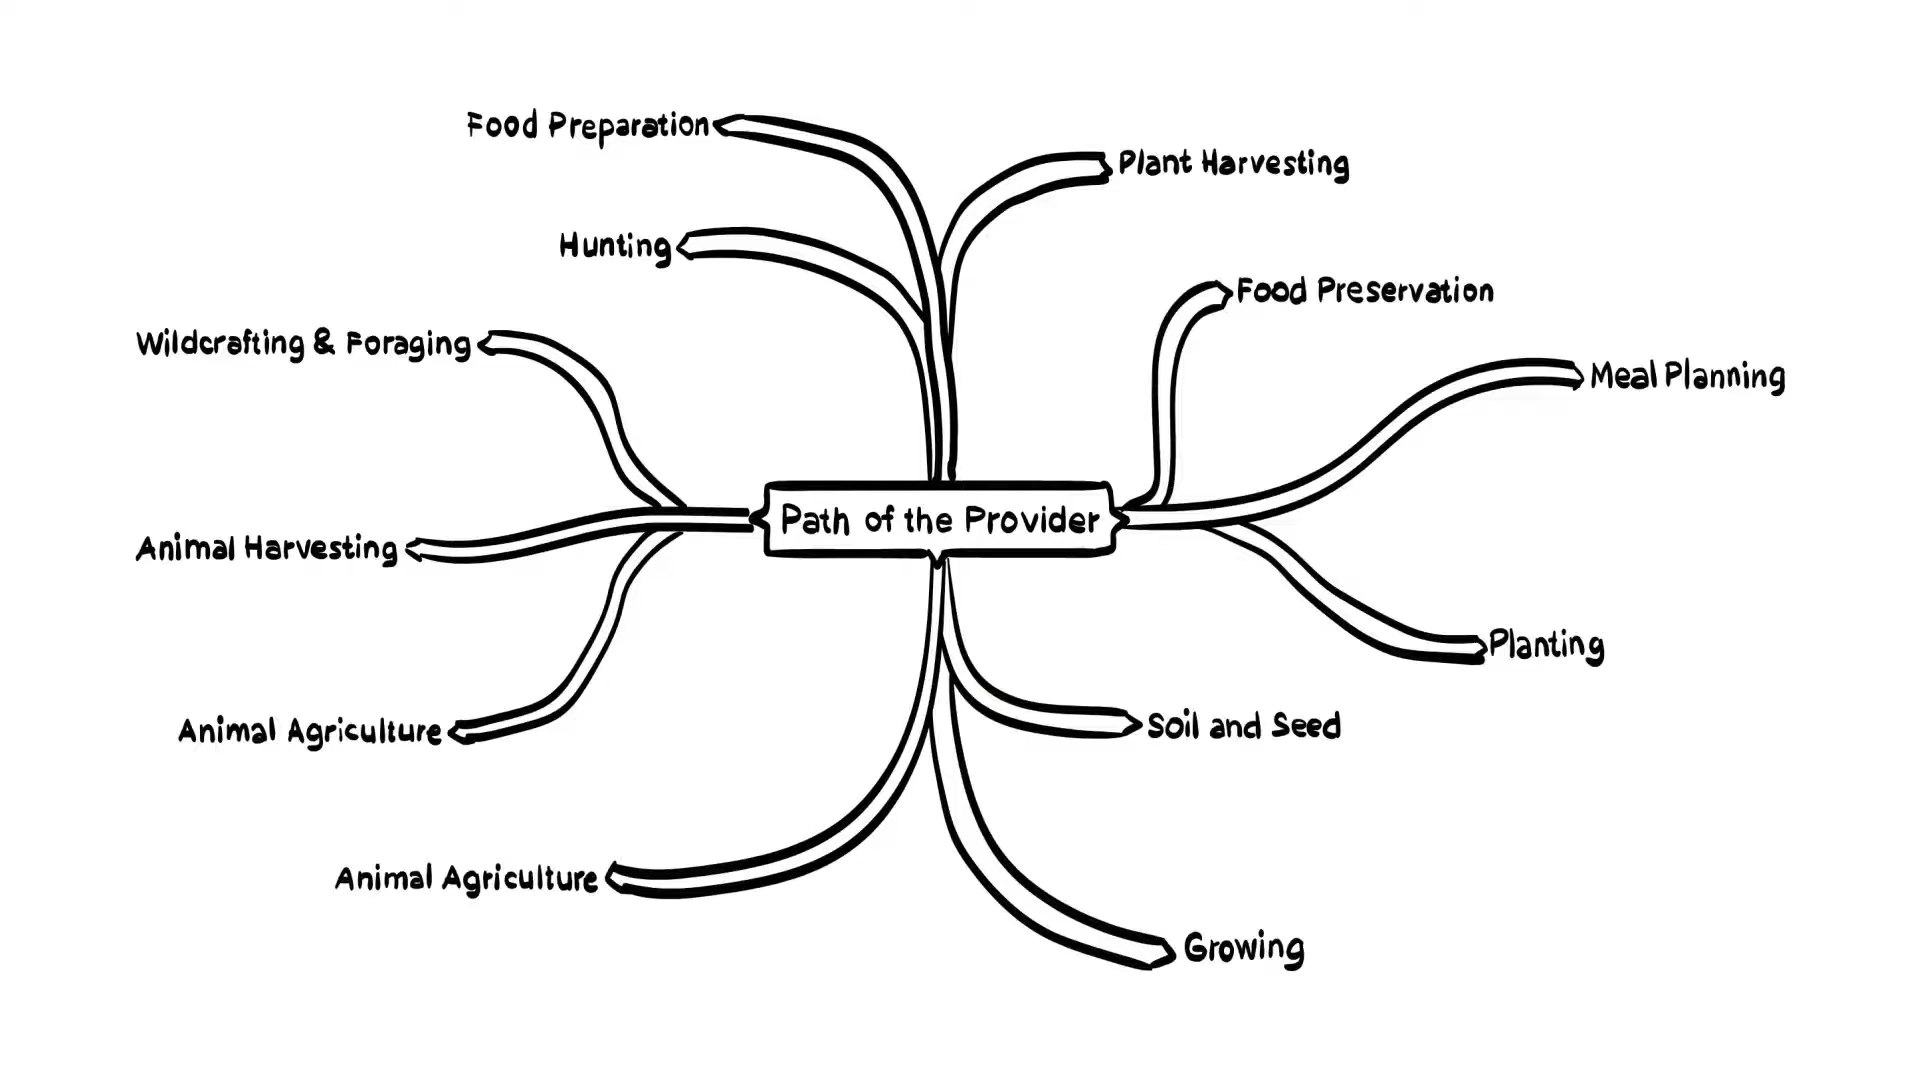 Food Preparation
Plant Harvesting
Hunting
Food Preservation
Wildcrafting & Foraging
Meal Planning
Path of the Provider
Animal Harvesting
Planting
Animal Agriculture
Soil and Seed
Animal Agriculture
Growing